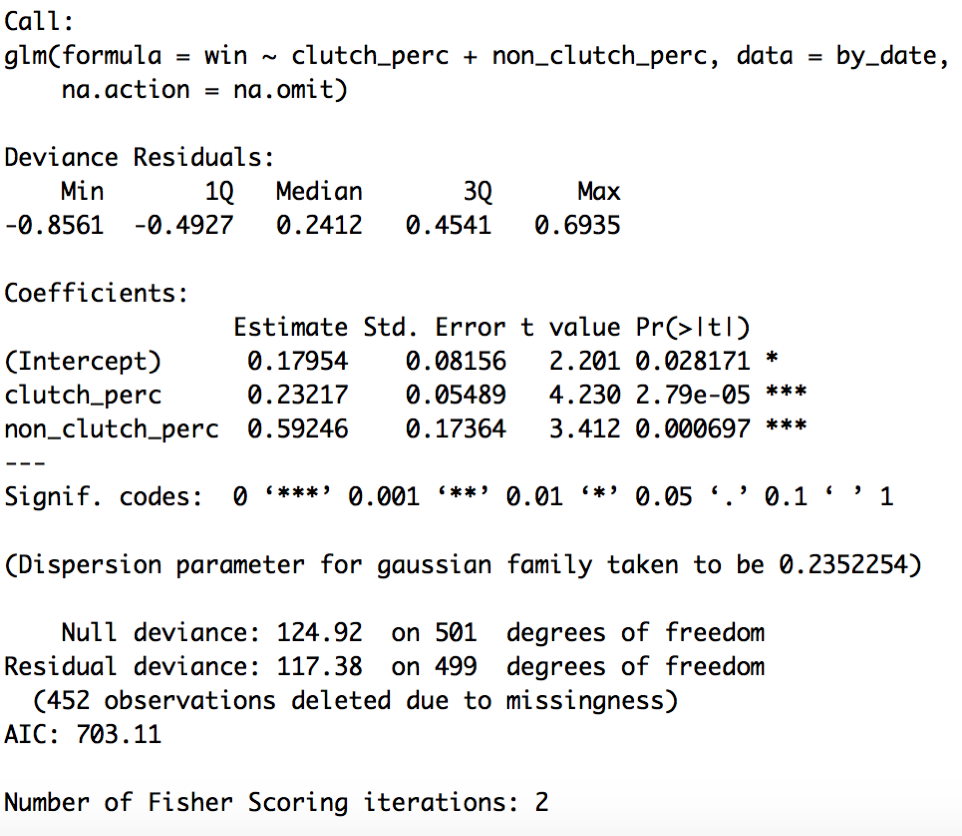 Call:
glm(formula = win ~ clutch_perc + non_clutch_perc, data = by_date,
    na.action = na.omit)

Deviance Residuals:
    Min       1Q   Median       3Q      Max
-0.8561  -0.4927   0.2412   0.4541   0.6935

Coefficients:
                Estimate Std. Error t value Pr(>|t|)
(Intercept)      0.17954    0.08156   2.201 0.028171 *
clutch_perc      0.23217    0.05489   4.230 2.79e-05 ***
non_clutch_perc  0.59246    0.17364   3.412 0.000697 ***
---
Signif. codes:  0 ‘***’ 0.001 ‘**’ 0.01 ‘*’ 0.05 ‘.’ 0.1 ‘ ’ 1

(Dispersion parameter for gaussian family taken to be 0.2352254)

    Null deviance: 124.92  on 501  degrees of freedom
Residual deviance: 117.38  on 499  degrees of freedom
  (452 observations deleted due to missingness)
AIC: 703.11

Number of Fisher Scoring iterations: 2